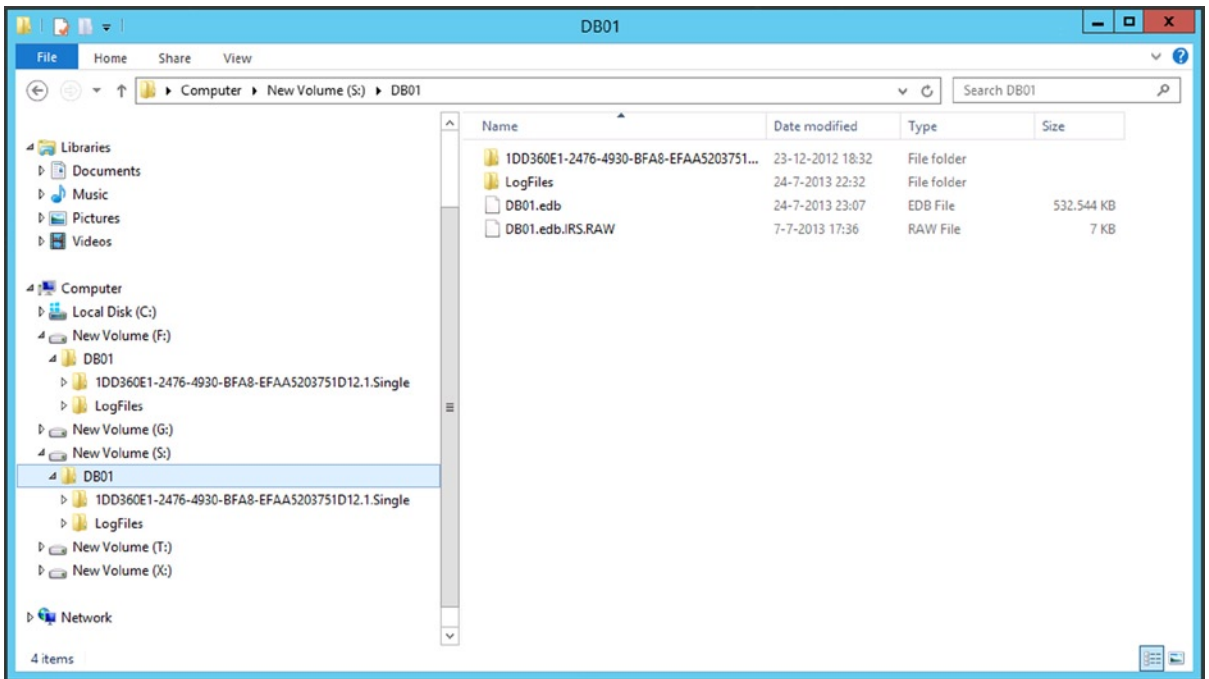 DB01
File Home Share View
Computer New Volume (S:) DB01 Search DB01
Name Date modified Type Size
1DD360E1-2476-4930-BFA8-EFAA5203751... 23-12-2012 18:32 File folder
LogFiles 24-7-2013 22:32 File folder
DB01.edb 24-7-2013 23:07 EDB File 532.544 KB
DB01.edb.IRS.RAW 7-7-2013 17:36 RAW File 7 KB
Libraries
Documents
Music
Pictures
Videos
Computer
Local Disk (C:)
New Volume (F:)
DB01
1DD360E1-2476-4930-BFA8-EFAA5203751D12.1.Single
LogFiles
New Volume (G:)
New Volume (S:)
DB01
1DD360E1-2476-4930-BFA8-EFAA5203751D12.1.Single
LogFiles
New Volume (T:)
New Volume (X:)
Network
4 items